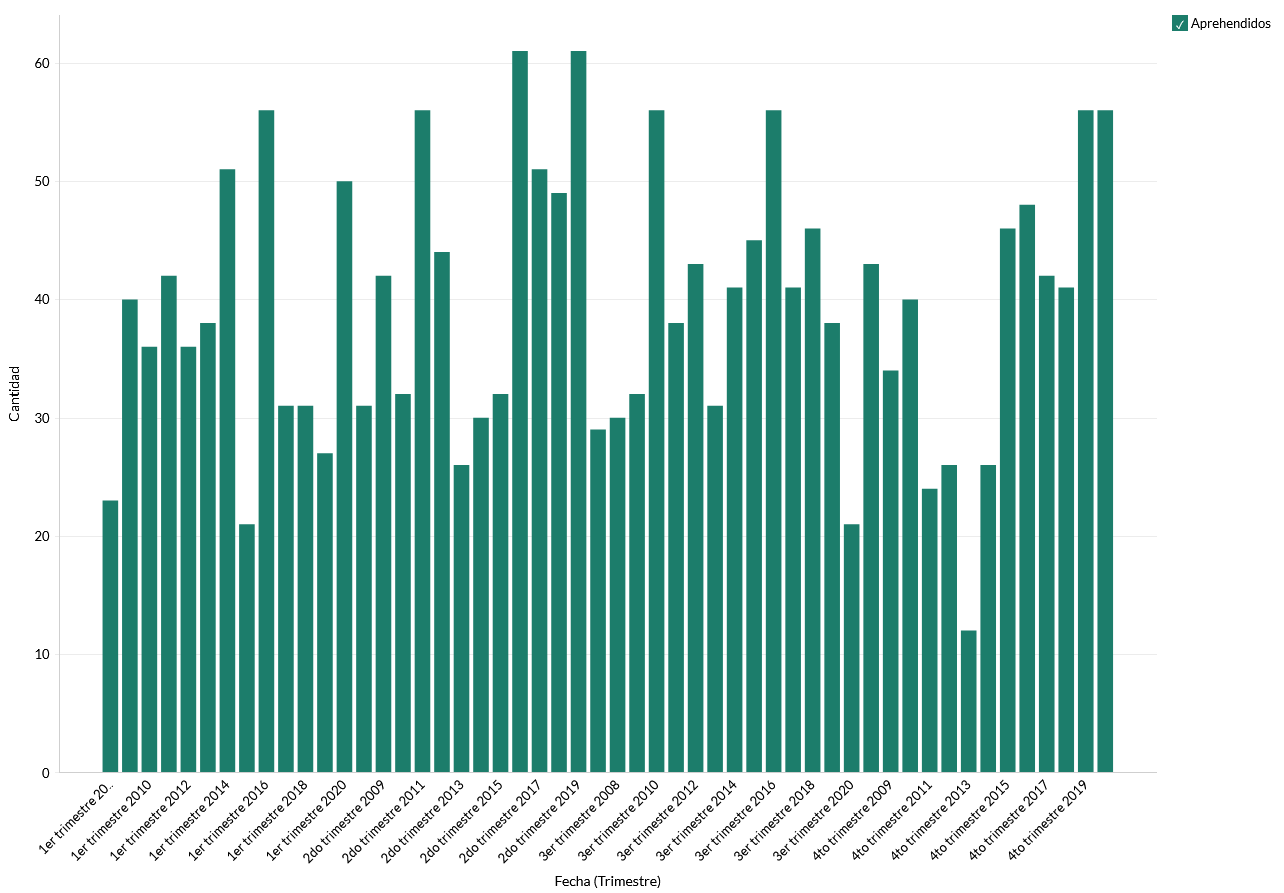 Aprehendidos
60
50
40
30
20
10
0
Cantidad
1er trimestre 20..
1er trimestre 2010
1er trimestre 2012
1er trimestre 2014
1er trimestre 2016
1er trimestre 2018
1er trimestre 2020
2do trimestre 2009
2do trimestre 2011
2do trimestre 2013
2do trimestre 2015
2do trimestre 2017
2do trimestre 2019
3er trimestre 2008
3er trimestre 2010
3er trimestre 2012
3er trimestre 2014
3er trimestre 2016
3er trimestre 2018
3er trimestre 2020
4to trimestre 2009
4to trimestre 2011
4to trimestre 2013
4to trimestre 2015
4to trimestre 2017
4to trimestre 2019
Fecha (Trimestre)